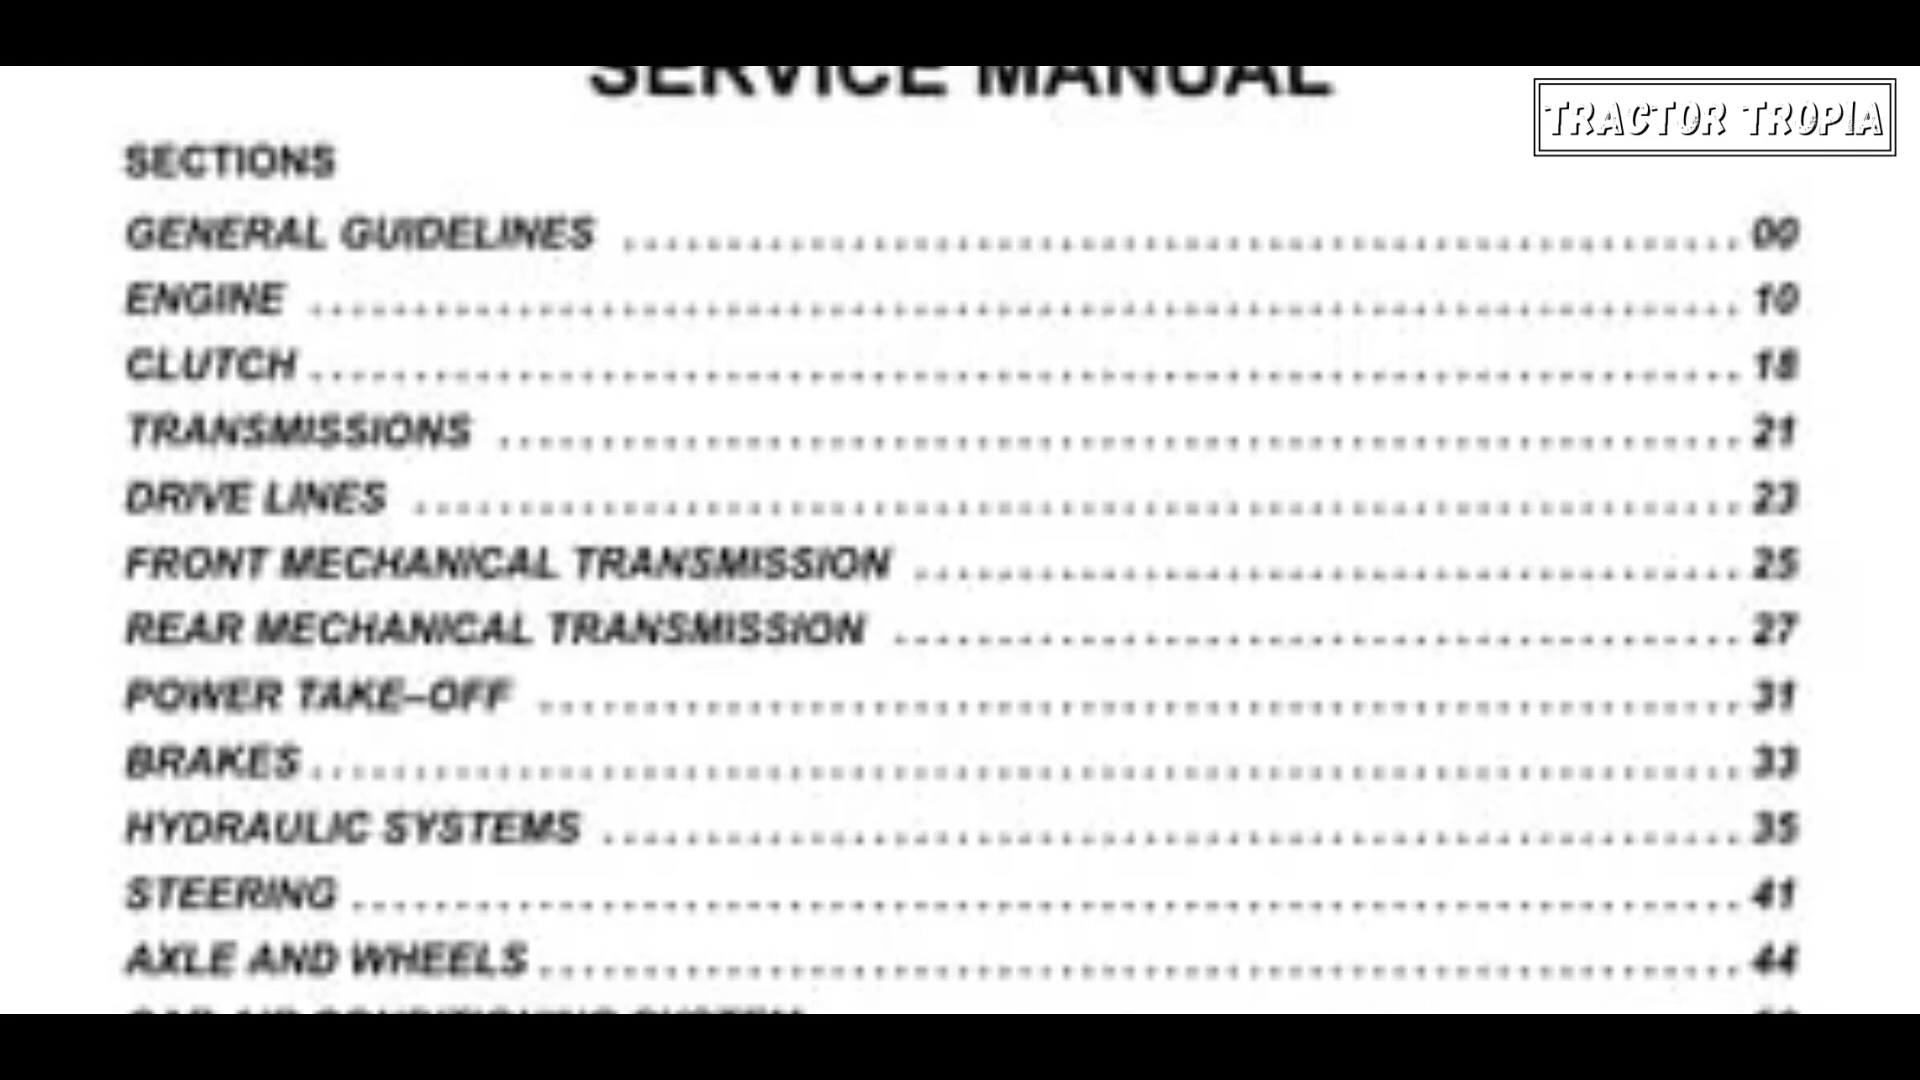 SERVICE MANUAL
TRACTOR TROPIA
SECTIONS
GENERAL GUIDELINES ........ 00
ENGINE ........ 10
CLUTCH ........ 18
TRANSMISSIONS ........ 21
DRIVE LINES ........ 23
FRONT MECHANICAL TRANSMISSION ........ 25
REAR MECHANICAL TRANSMISSION ........ 27
POWER TAKE–OFF ........ 31
BRAKES ........ 33
HYDRAULIC SYSTEMS ........ 35
STEERING ........ 41
AXLE AND WHEELS ........ 44